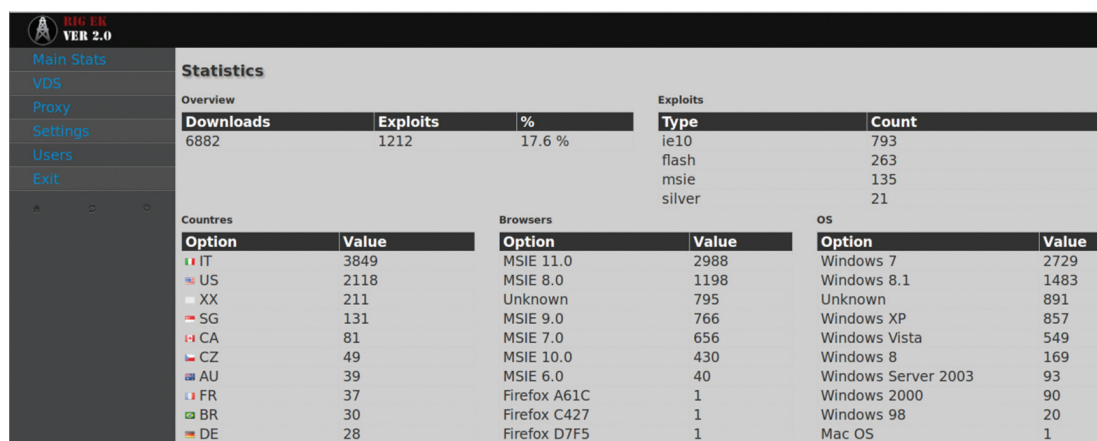 RIG EK
VER 2.0
Main Stats
VDS
Proxy
Settings
Users
Exit
Statistics
Overview
Downloads Exploits %
6882 1212 17.6 %
Exploits
Type Count
ie10 793
flash 263
msie 135
silver 21
Countres
Option Value
IT 3849
US 2118
XX 211
SG 131
CA 81
CZ 49
AU 39
FR 37
BR 30
DE 28
Browsers
Option Value
MSIE 11.0 2988
MSIE 8.0 1198
Unknown 795
MSIE 9.0 766
MSIE 7.0 656
MSIE 10.0 430
MSIE 6.0 40
Firefox A61C 1
Firefox C427 1
Firefox D7F5 1
OS
Option Value
Windows 7 2729
Windows 8.1 1483
Unknown 891
Windows XP 857
Windows Vista 549
Windows 8 169
Windows Server 2003 93
Windows 2000 90
Windows 98 20
Mac OS 1